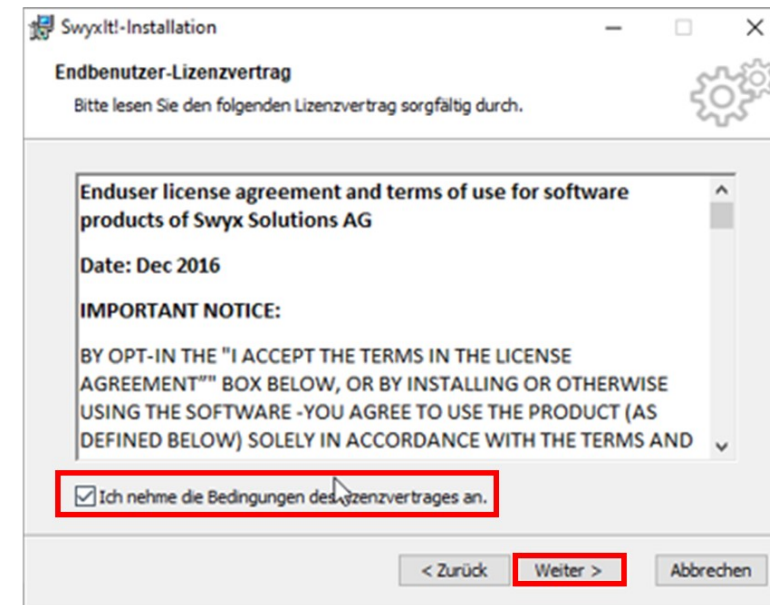 SwyxIt!-Installation
Endbenutzer-Lizenzvertrag
Bitte lesen Sie den folgenden Lizenzvertrag sorgfältig durch.
Enduser license agreement and terms of use for software
products of Swyx Solutions AG
Date: Dec 2016
IMPORTANT NOTICE:
BY OPT-IN THE "I ACCEPT THE TERMS IN THE LICENSE
AGREEMENT"" BOX BELOW, OR BY INSTALLING OR OTHERWISE
USING THE SOFTWARE -YOU AGREE TO USE THE PRODUCT (AS
DEFINED BELOW) SOLELY IN ACCORDANCE WITH THE TERMS AND
Ich nehme die Bedingungen des Lizenzvertrages an.
< Zurück Weiter > Abbrechen